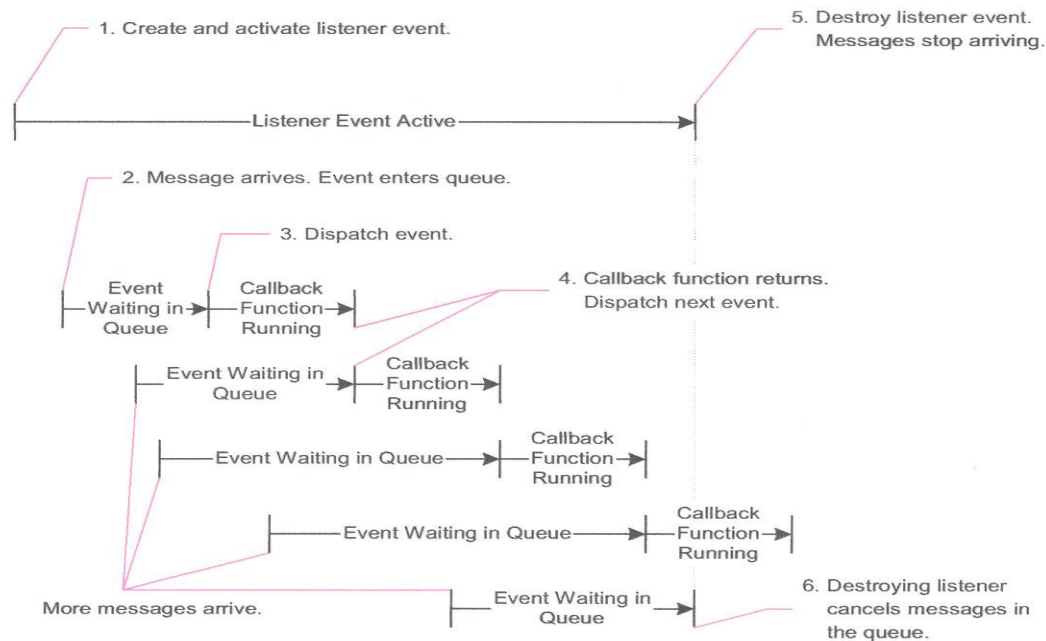 1. Create and activate listener event.
5. Destroy listener event.
Messages stop arriving.
Listener Event Active
2. Message arrives. Event enters queue.
3. Dispatch event.
4. Callback function returns.
Dispatch next event.
Event
Waiting in
Queue
Callback
Function
Running
Event Waiting in
Queue
Callback
Function
Running
Event Waiting in Queue
Callback
Function
Running
Event Waiting in Queue
Callback
Function
Running
More messages arrive.
Event Waiting in
Queue
6. Destroying listener
cancels messages in
the queue.